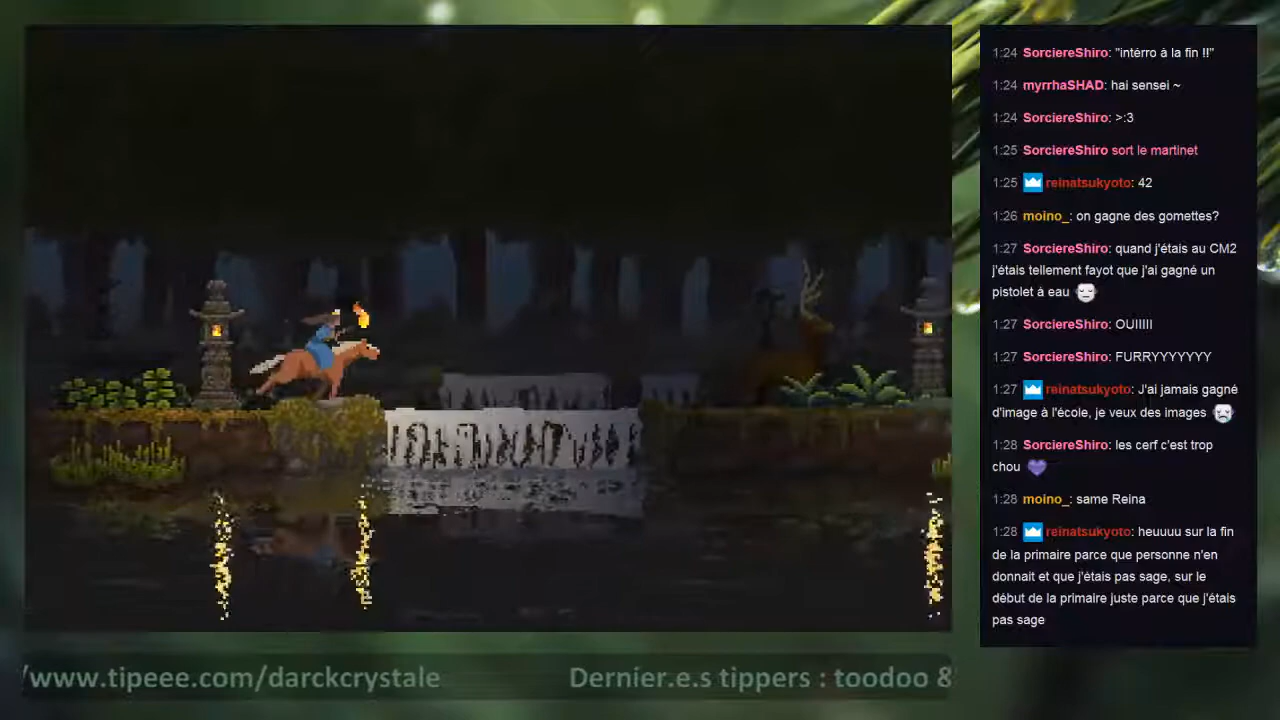 1:24 SorciereShiro: "intérro à la fin !!"
1:24 myrrhaSHAD: hai sensei ~
1:24 SorciereShiro: >:3
1:25 SorciereShiro sort le martinet
1:25 reinatsukyoto: 42
1:26 moino_: on gagne des gomettes?
1:27 SorciereShiro: quand j'étais au CM2
j'étais tellement fayot que j'ai gagné un
pistolet à eau
1:27 SorciereShiro: OUIIIII
1:27 SorciereShiro: FURRYYYYYYY
1:27 reinatsukyoto: J'ai jamais gagné
d'image à l'école, je veux des images
1:28 SorciereShiro: les cerf c'est trop
chou
1:28 moino_: same Reina
1:28 reinatsukyoto: heuuuu sur la fin
de la primaire parce que personne n'en
donnait et que j'étais pas sage, sur le
début de la primaire juste parce que j'étais
pas sage
/www.tipeee.com/darckcrystale
Dernier.e.s tippers : toodoo &